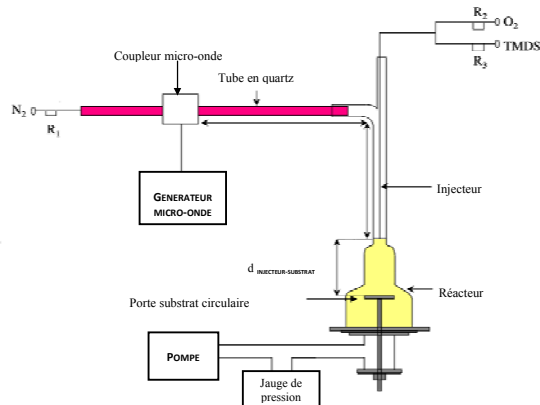 R2
O2
Coupleur micro-onde
TMDS
R3
Tube en quartz
N2
R1
GENERATEUR
MICRO-ONDE
Injecteur
d INJECTEUR-SUBSTRAT
Réacteur
Porte substrat circulaire
POMPE
Jauge de
pression